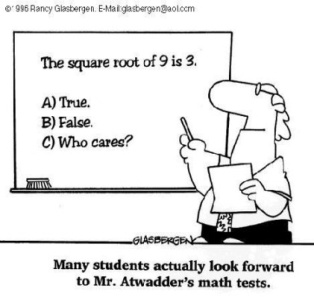 ©1996 Randy Glasbergen. E-Mail:glasbergen@aol.com
The square root of 9 is 3.
A) True.
B) False.
C) Who cares?
GLASBERGEN
Many students actually look forward
to Mr. Atwadder's math tests.